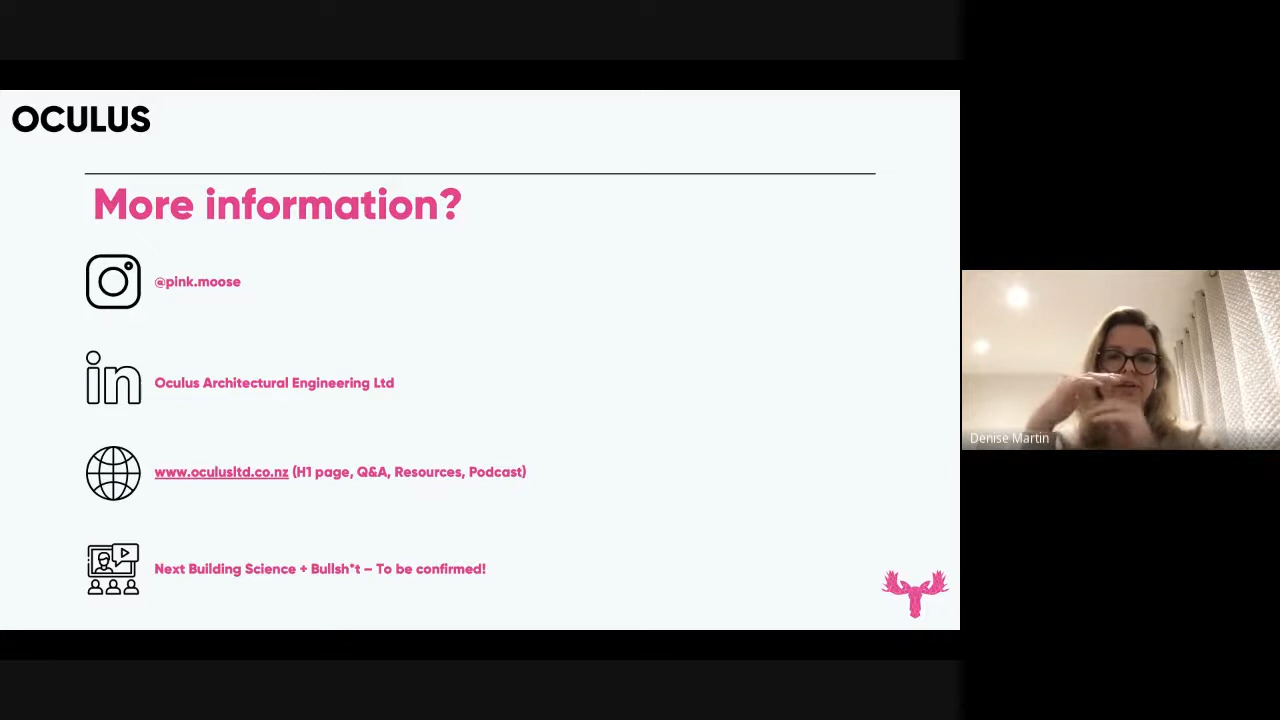 OCULUS
More information?
@pink.moose
in
Oculus Architectural Engineering Ltd
www.oculusltd.co.nz (H1 page, Q&A, Resources, Podcast)
Next Building Science + Bullsh*t – To be confirmed!
Denise Martin